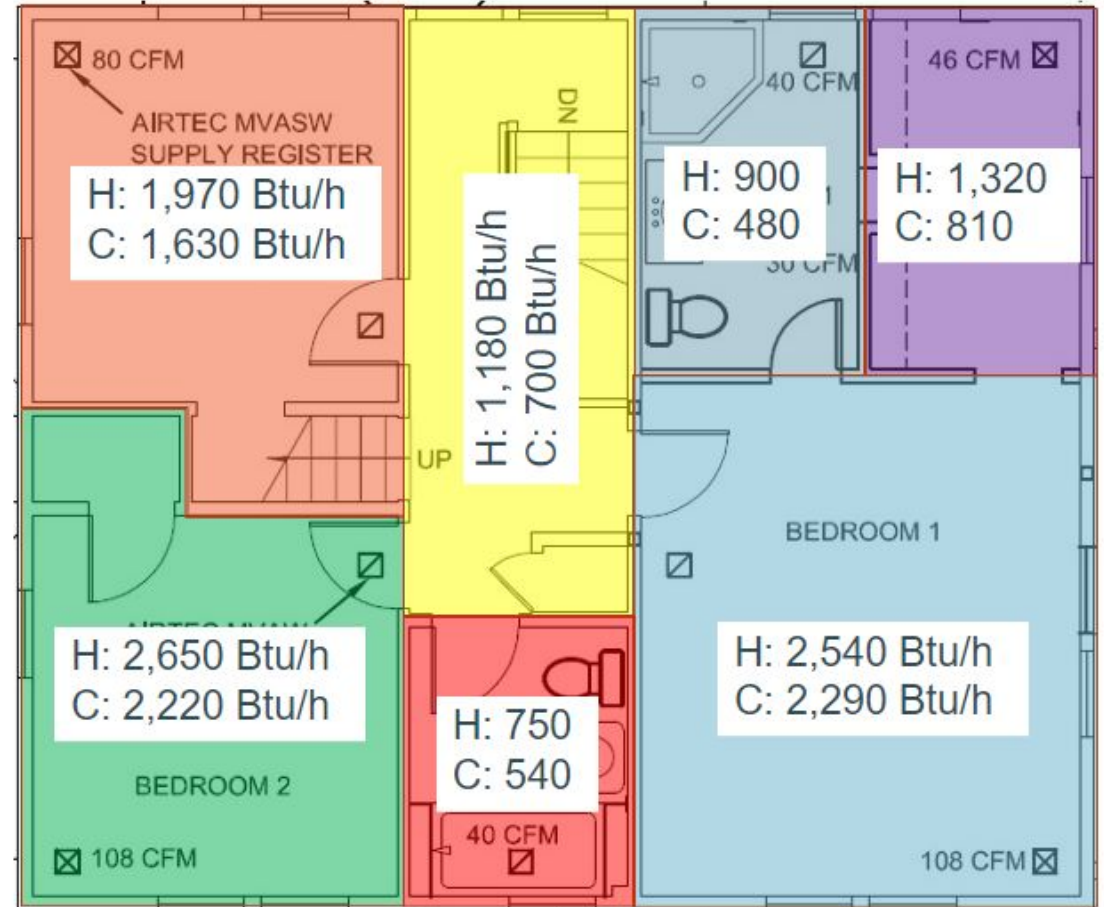 80 CFM
AIRTEC MVASW
SUPPLY REGISTER
H: 1,970 Btu/h
C: 1,630 Btu/h
DN
H: 1,180 Btu/h
C: 700 Btu/h
UP
40 CFM
H: 900
C: 480
30 CFM
46 CFM
H: 1,320
C: 810
H: 2,650 Btu/h
C: 2,220 Btu/h
BEDROOM 2
108 CFM
H: 750
C: 540
40 CFM
BEDROOM 1
H: 2,540 Btu/h
C: 2,290 Btu/h
108 CFM